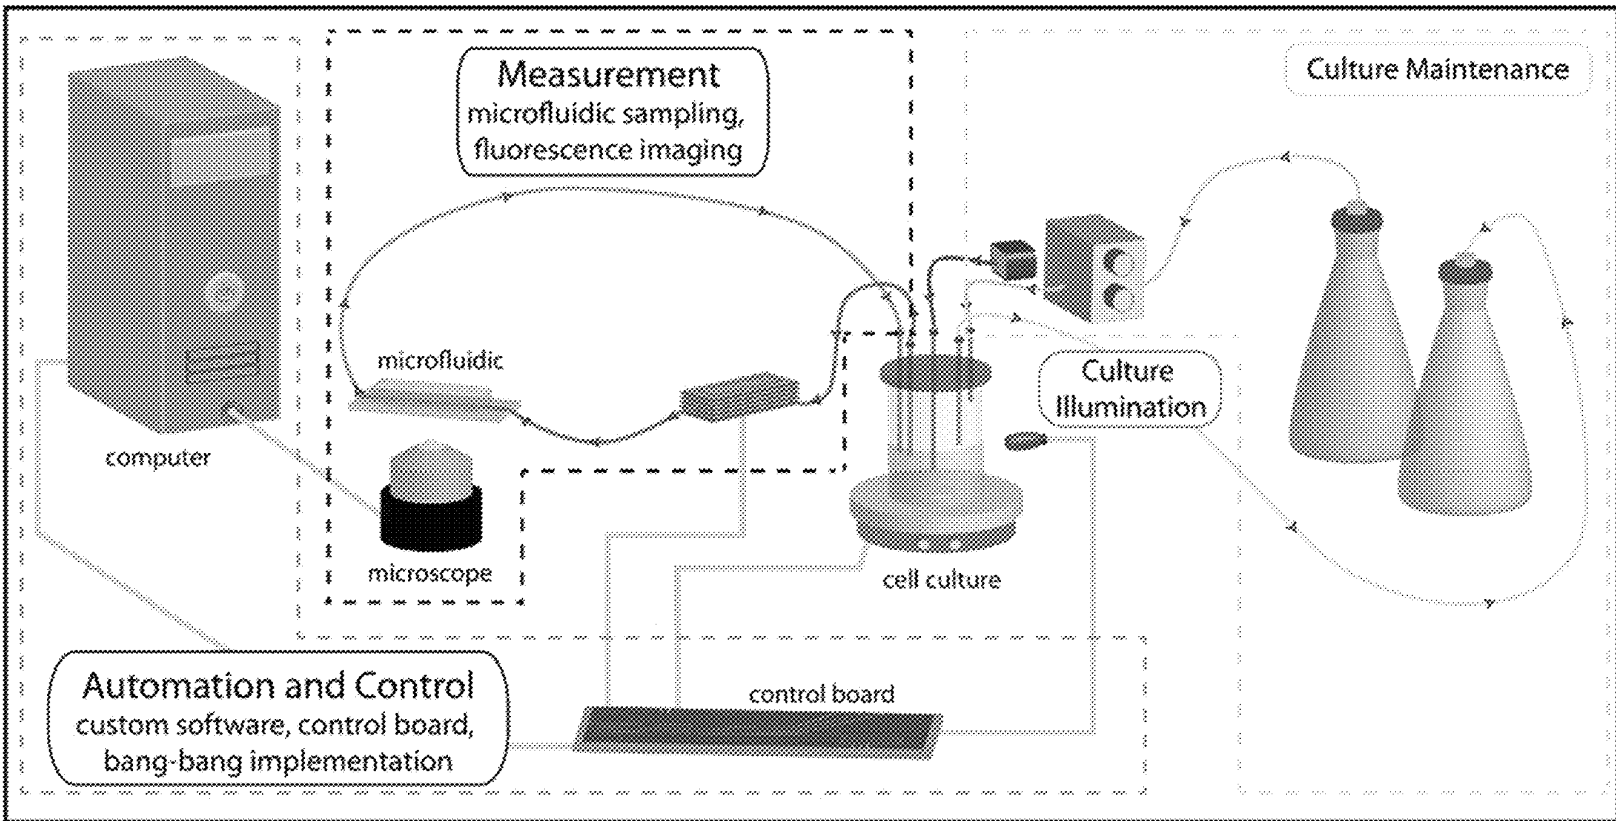 Measurement
microfluidic sampling,
fluorescence imaging
Culture Maintenance
microfluidic
Culture
Illumination
computer
microscope
cell culture
Automation and Control
custom software, control board,
bang-bang implementation
control board